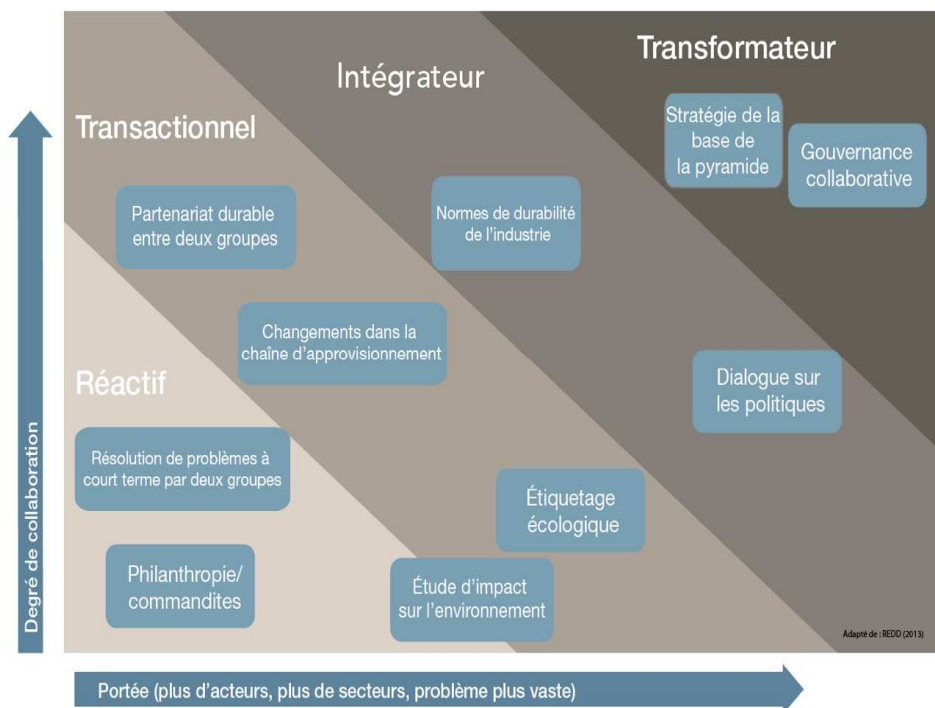 Transformateur
Intégrateur
Transactionnel
Stratégie de la
base de
la pyramide
Gouvernance
collaborative
Partenariat durable
entre deux groupes
Normes de durabilité
de l'industrie
Changements dans la
chaîne d'approvisionnement
Réactif
Dialogue sur
les politiques
Résolution de problèmes à
court terme par deux groupes
Étiquetage
écologique
Philanthropie/
commandites
Étude d'impact
sur l'environnement
Adapté de : REDD (2013)
Degré de collaboration
Portée (plus d'acteurs, plus de secteurs, problème plus vaste)